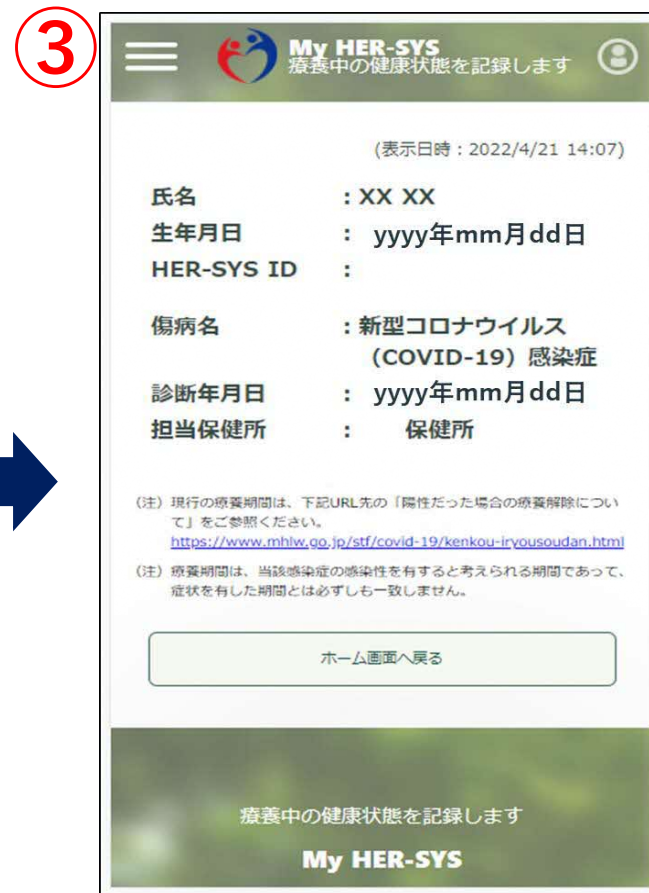 ③
My HER-SYS
療養中の健康状態を記録します
(表示日時：2022/4/21 14:07)
氏名 ：XX XX
生年月日 ： yyyy年mm月dd日
HER-SYS ID ：
傷病名 ：新型コロナウイルス
（COVID-19）感染症
診断年月日 ： yyyy年mm月dd日
担当保健所 ： 保健所
（注）現行の療養期間は、下記URL先の「陽性だった場合の療養解除につい
て」をご参照ください。
https://www.mhlw.go.jp/stf/covid-19/kenkou-iryousoudan.html
（注）療養期間は、当該感染症の感染性を有すると考えられる期間であって、
症状を有した期間とは必ずしも一致しません。
ホーム画面へ戻る
療養中の健康状態を記録します
My HER-SYS